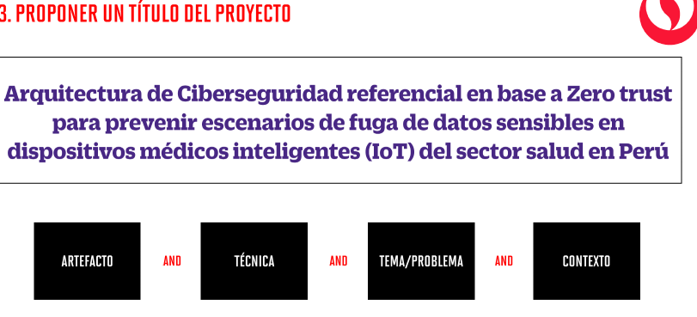 3. PROPONER UN TÍTULO DEL PROYECTO
Arquitectura de Ciberseguridad referencial en base a Zero trust
para prevenir escenarios de fuga de datos sensibles en
dispositivos médicos inteligentes (IoT) del sector salud en Perú
ARTEFACTO AND TÉCNICA AND TEMA/PROBLEMA AND CONTEXTO